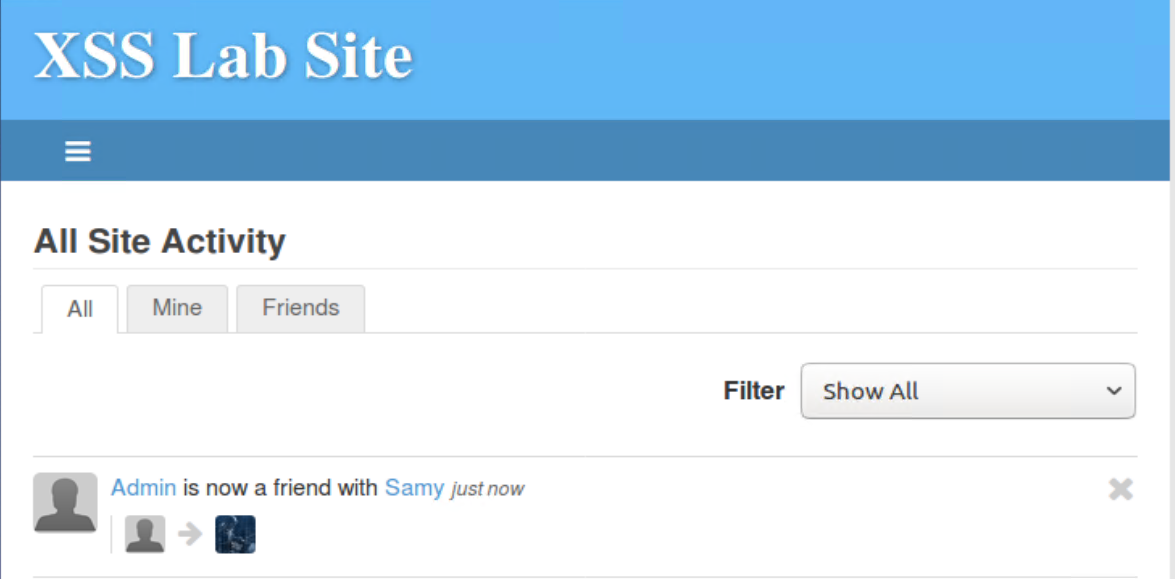 XSS Lab Site
All Site Activity
All Mine Friends
Filter Show All
Admin is now a friend with Samy just now